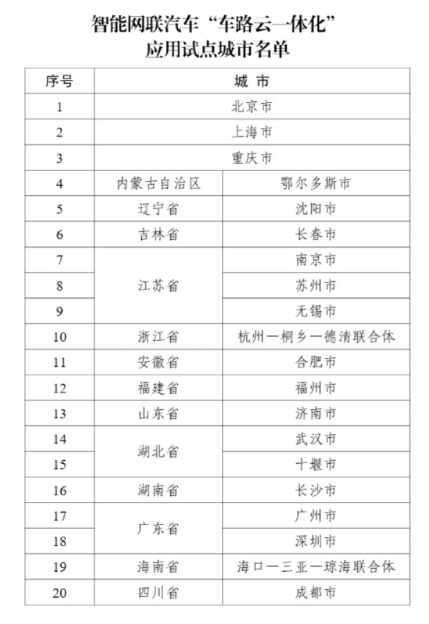 智能网联汽车“车路云一体化”
应用试点城市名单
序号 城 市
1 北京市
2 上海市
3 重庆市
4 内蒙古自治区 鄂尔多斯市
5 辽宁省 沈阳市
6 吉林省 长春市
7 江苏省 南京市
8 苏州市
9 无锡市
10 浙江省 杭州—桐乡—德清联合体
11 安徽省 合肥市
12 福建省 福州市
13 山东省 济南市
14 湖北省 武汉市
15 十堰市
16 湖南省 长沙市
17 广东省 广州市
18 深圳市
19 海南省 海口—三亚—琼海联合体
20 四川省 成都市